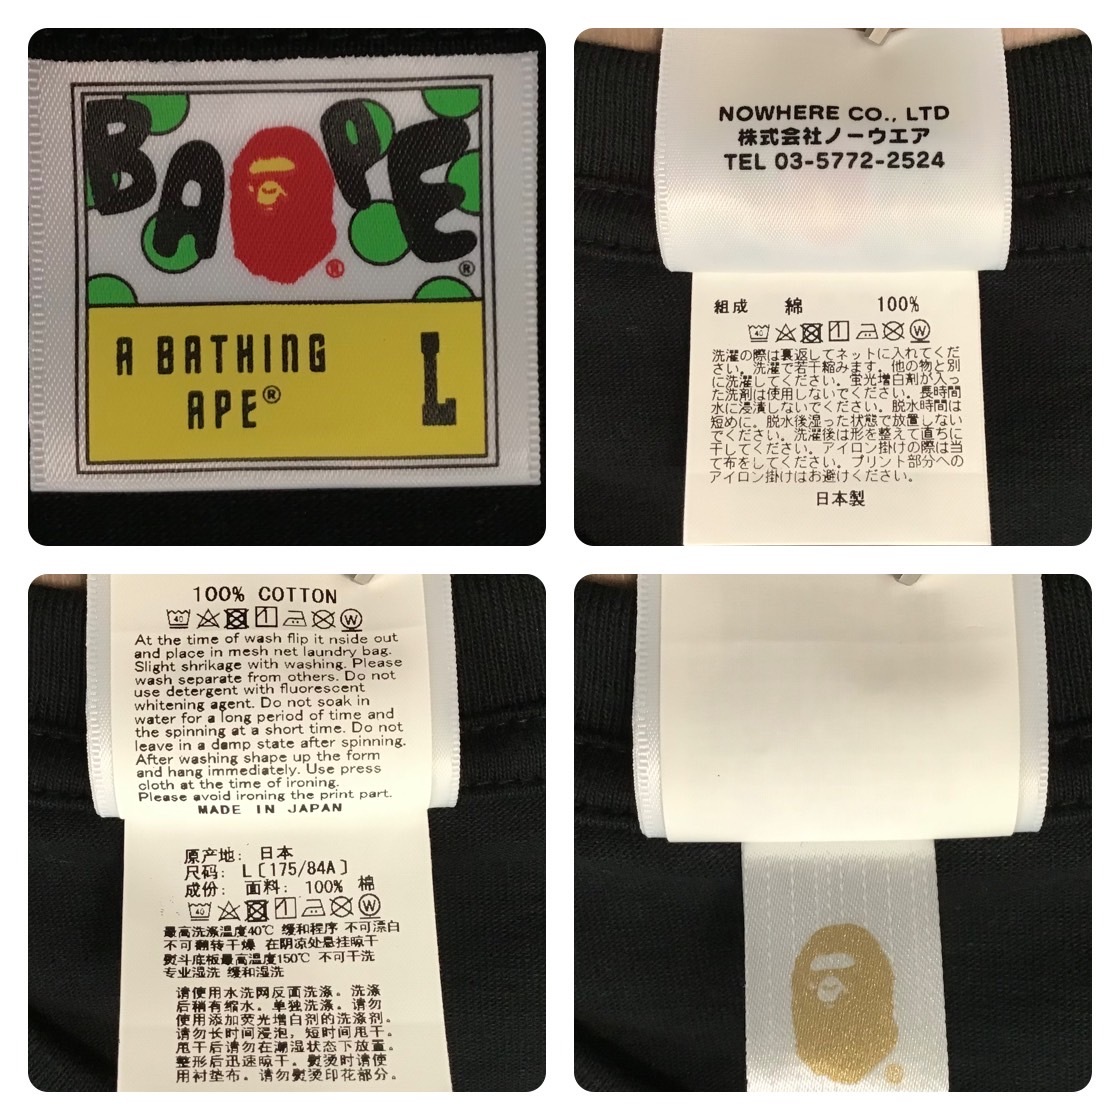 BAPE
®
®
A BATHING
APE®
L
NOWHERE CO., LTD
株式会社ノーウエア
TEL 03-5772-2524
組成 綿 100%
40 1 W
洗濯の際は裏返してネットに入れてくだ
さい。洗濯で若干縮みます。他の物と別
に洗濯してください。蛍光増白剤が入っ
た洗剤は使用しないでください。長時間
水に浸漬しないでください。脱水時間は
短めに。脱水後湿った状態で放置しない
でください。洗濯後は形を整えて直ちに
干してください。アイロン掛けの際は当
て布をしてください。プリント部分への
アイロン掛けはお避けください。
日本製
100% COTTON
40 1 W
At the time of wash flip it nside out
and place in mesh net laundry bag.
Slight shrikage with washing. Please
wash separate from others. Do not
use detergent with fluorescent
whitening agent. Do not soak in
water for a long period of time and
the spinning at a short time. Do not
leave in a damp state after spinning.
After washing shape up the form
and hang immediately. Use press
cloth at the time of ironing.
Please avoid ironing the print part.
MADE IN JAPAN
原产地: 日本
尺码: L〔175/84A〕
成份: 面料: 100% 棉
40 1 W
最高洗涤温度40℃ 缓和程序 不可漂白
不可翻转干燥 在阴凉处悬挂晾干
熨斗底板最高温度150℃ 不可干洗
专业湿洗 缓和湿洗
请使用水洗网反面洗涤。洗涤
后稍有缩水。单独洗涤。请勿
使用添加荧光增白剂的洗涤剂。
请勿长时间浸泡，短时间甩干。
甩干后请勿在潮湿状态下放置。
整形后迅速晾干。熨烫时请使
用衬垫布。请勿熨烫印花部分。
®